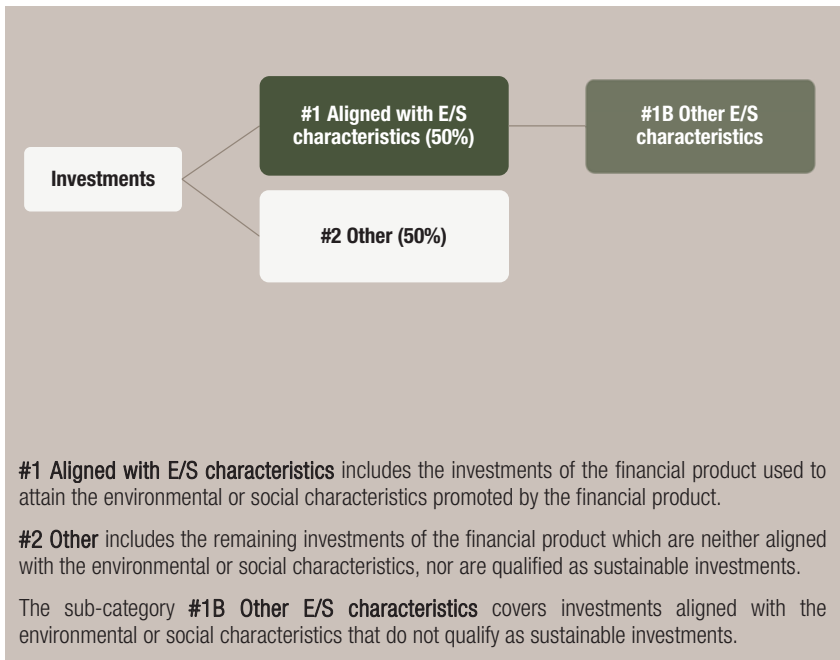 #1 Aligned with E/S
characteristics (50%)
#1B Other E/S
characteristics
Investments
#2 Other (50%)
#1 Aligned with E/S characteristics includes the investments of the financial product used to
attain the environmental or social characteristics promoted by the financial product.
#2 Other includes the remaining investments of the financial product which are neither aligned
with the environmental or social characteristics, nor are qualified as sustainable investments.
The sub-category #1B Other E/S characteristics covers investments aligned with the
environmental or social characteristics that do not qualify as sustainable investments.